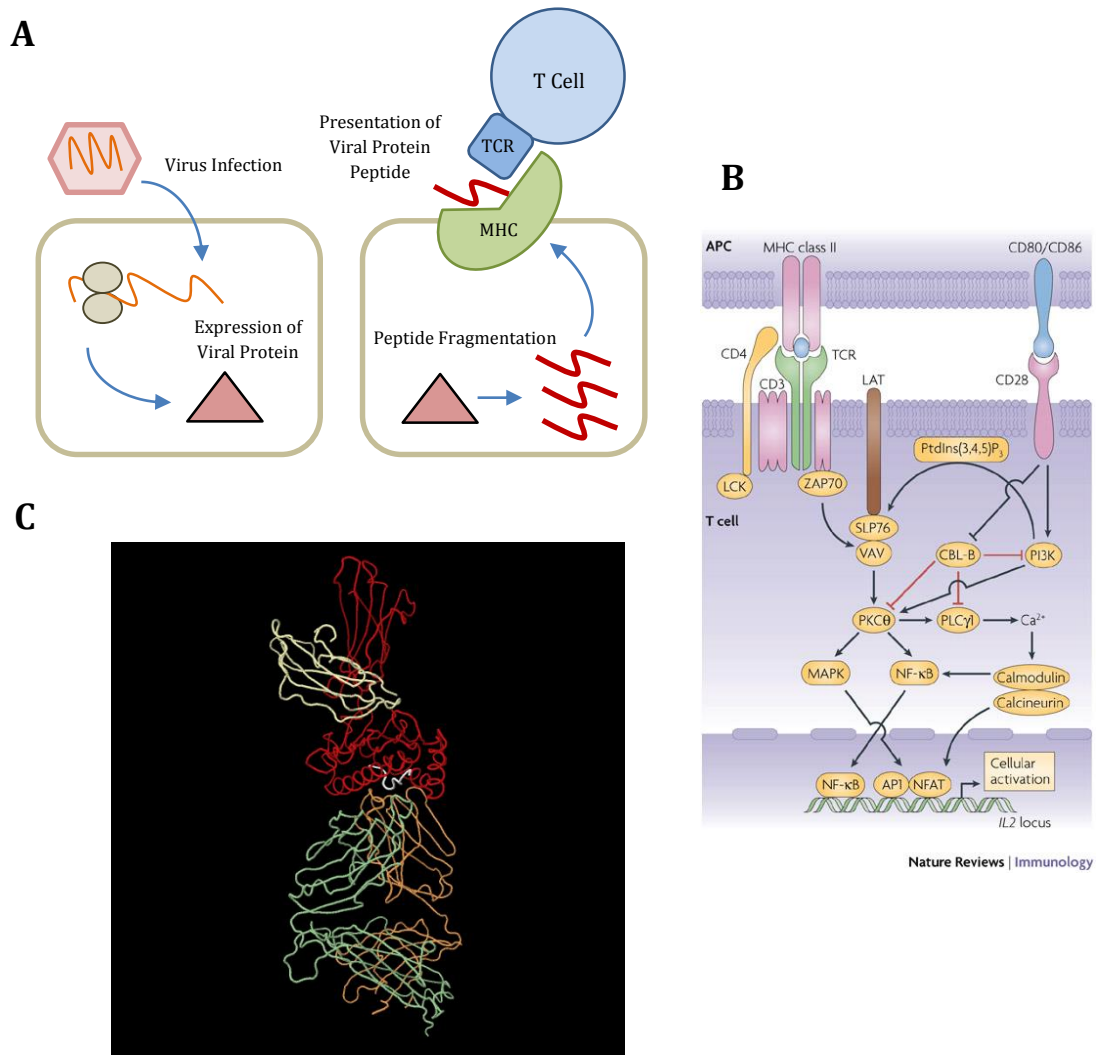 A
T Cell
Presentation of
Viral Protein
Peptide
TCR
Virus Infection
MHC
Expression of
Viral Protein
Peptide Fragmentation
B
APC
MHC class II
CD80/CD86
CD4
TCR
CD3
LAT
CD28
PtdIns(3,4,5)P₃
LCK
ZAP70
T cell
SLP76
VAV
CBL-B
PI3K
PKCθ
PLCγ1
Ca²⁺
MAPK
NF-κB
Calmodulin
Calcineurin
Cellular
activation
NF-κB
AP1
NFAT
IL2 locus
Nature Reviews | Immunology
C